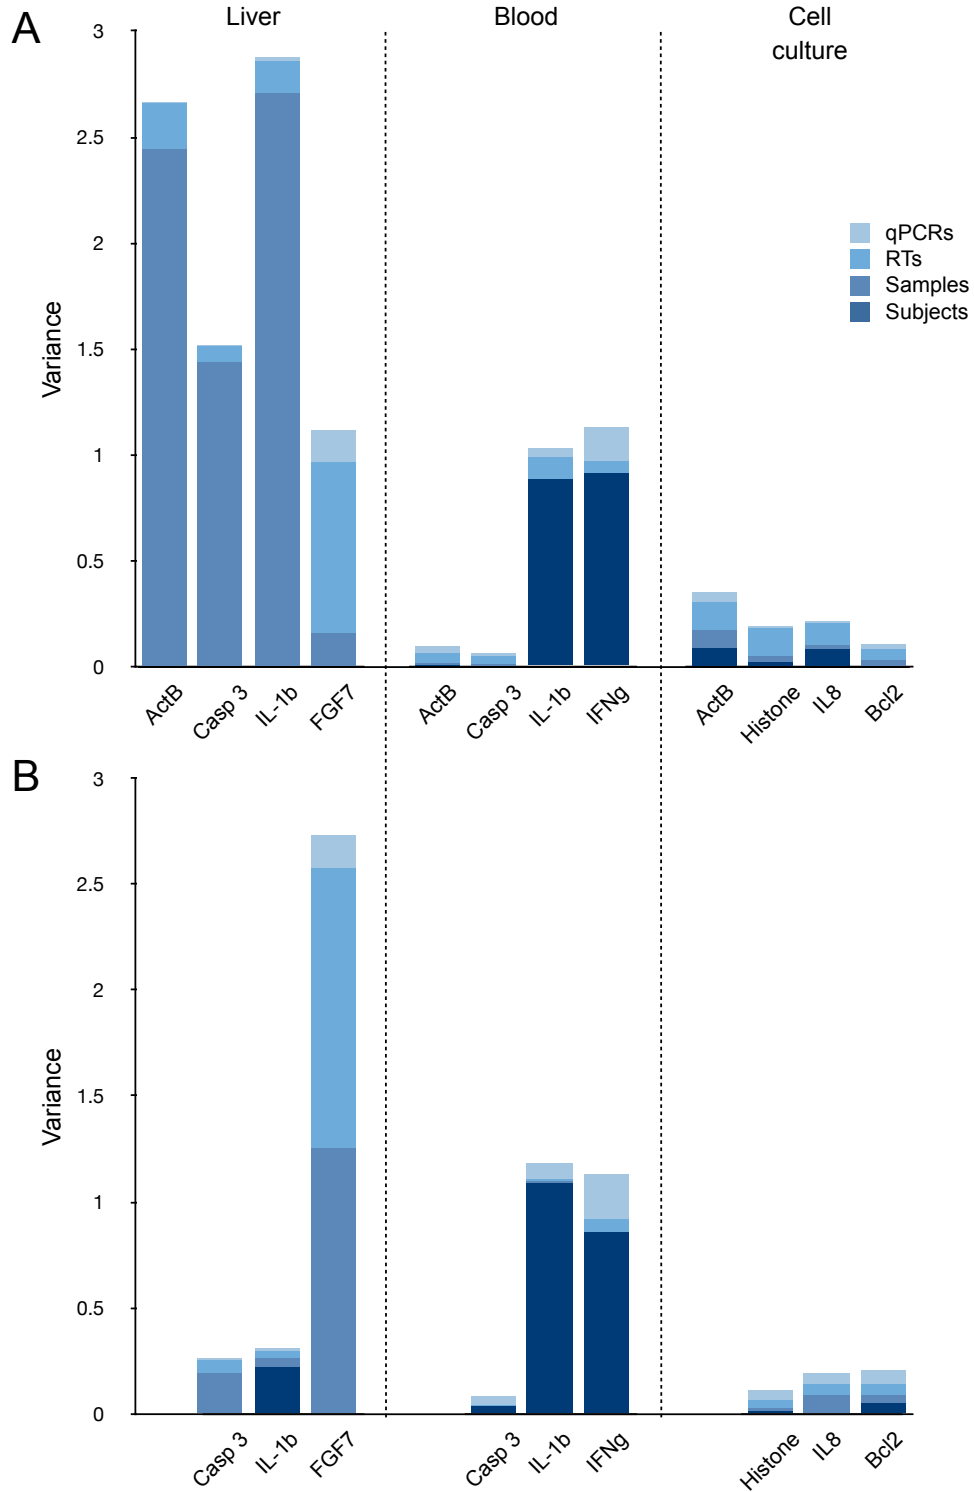 A
Liver
Blood
Cell
culture
3
2.5
2
1.5
1
0.5
0
Variance
qPCRs
RTs
Samples
Subjects
ActB
Casp 3
IL-1b
FGF7
ActB
Casp 3
IL-1b
IFNg
ActB
Histone
IL8
Bcl2
B
3
2.5
2
1.5
1
0.5
0
Variance
Casp 3
IL-1b
FGF7
Casp 3
IL-1b
IFNg
Histone
IL8
Bcl2